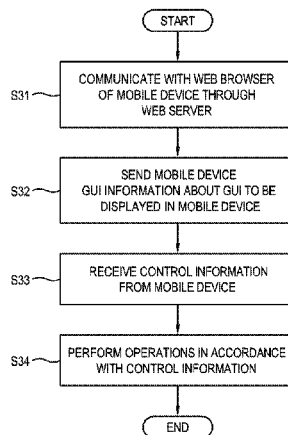 START
S31
COMMUNICATE WITH WEB BROWSER
OF MOBILE DEVICE THROUGH
WEB SERVER
S32
SEND MOBILE DEVICE
GUI INFORMATION ABOUT GUI TO BE
DISPLAYED IN MOBILE DEVICE
S33
RECEIVE CONTROL INFORMATION
FROM MOBILE DEVICE
S34
PERFORM OPERATIONS IN ACCORDANCE
WITH CONTROL INFORMATION
END